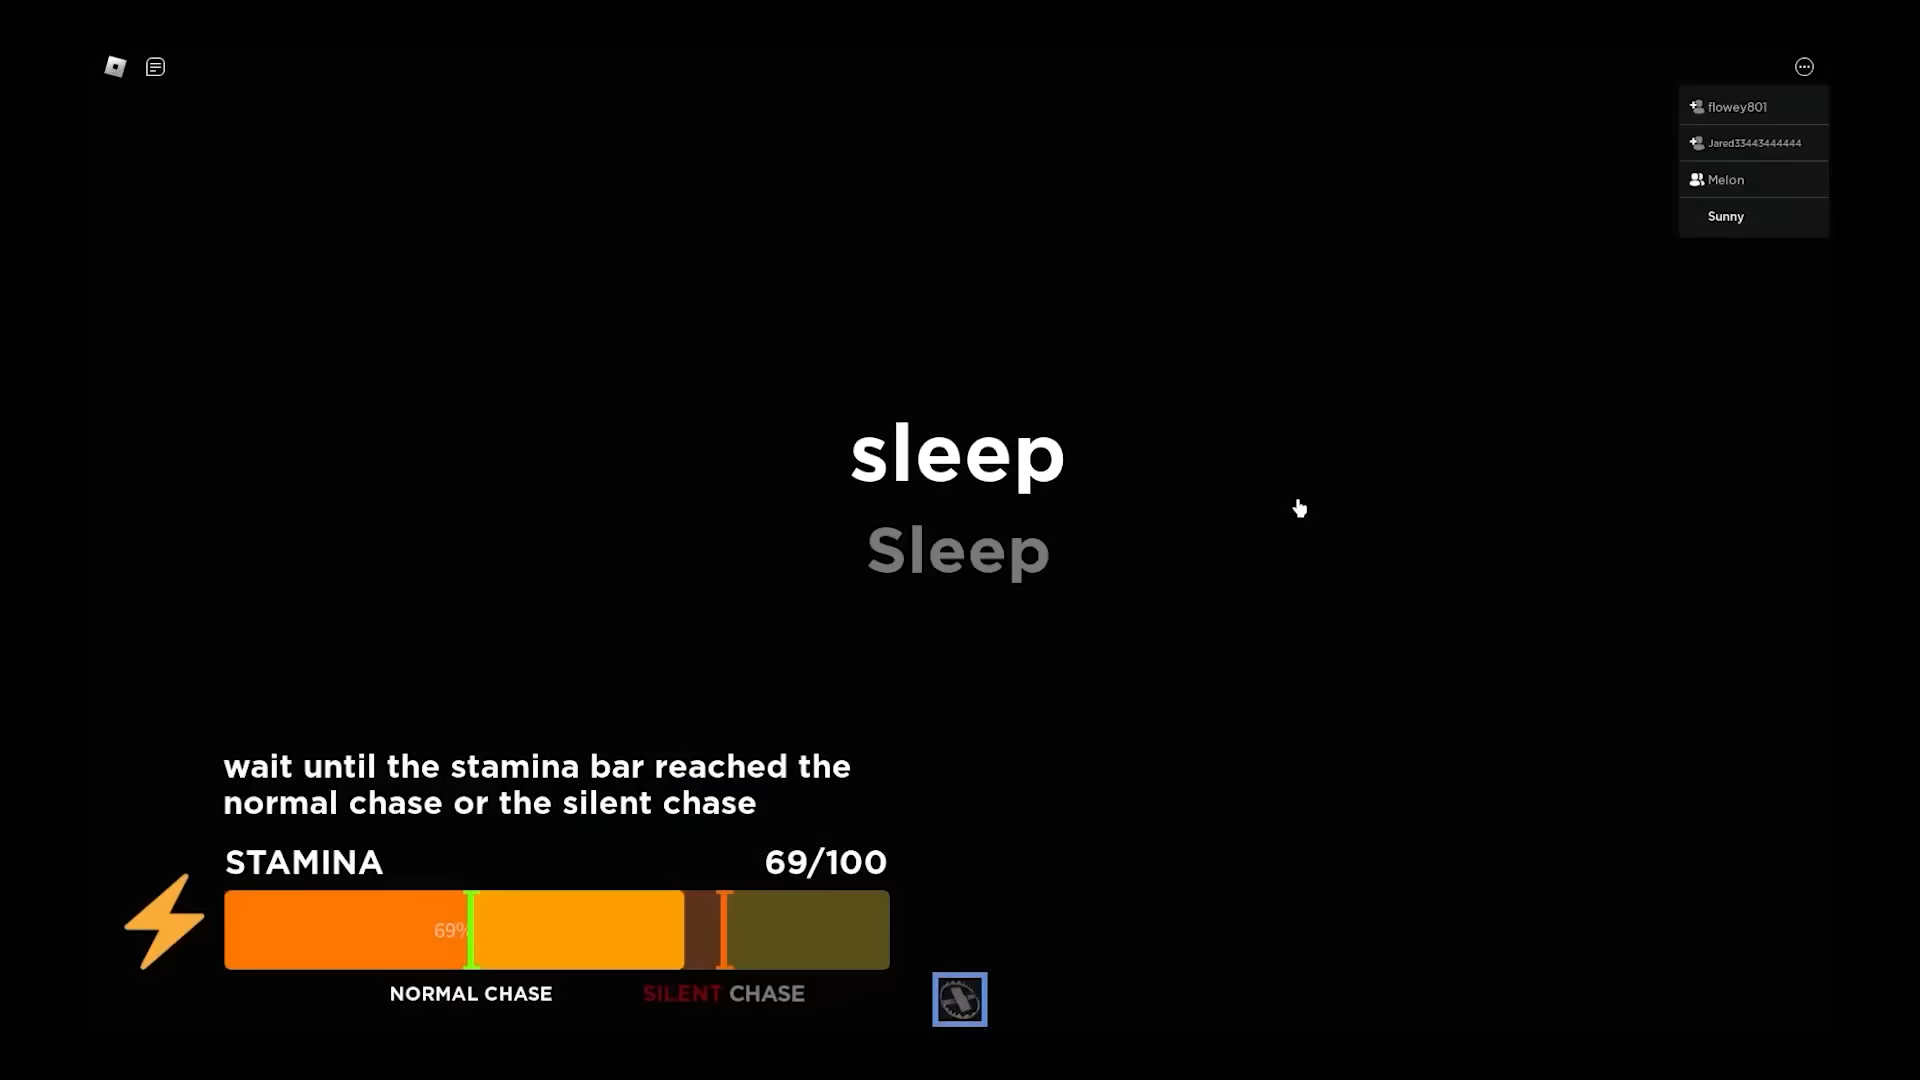 flowey801
Jared33443444444
Melon
Sunny
sleep
Sleep
wait until the stamina bar reached the
normal chase or the silent chase
STAMINA 69/100
69%
NORMAL CHASE SILENT CHASE